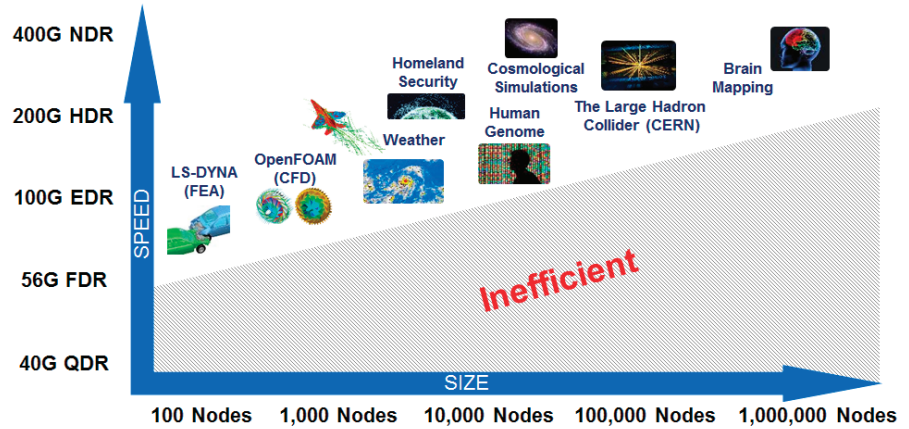 400G NDR
200G HDR
100G EDR
56G FDR
40G QDR
SPEED
LS-DYNA
(FEA)
OpenFOAM
(CFD)
Homeland
Security
Weather
Cosmological
Simulations
Human
Genome
The Large Hadron
Collider (CERN)
Brain
Mapping
Inefficient
SIZE
100 Nodes
1,000 Nodes
10,000 Nodes
100,000 Nodes
1,000,000 Nodes